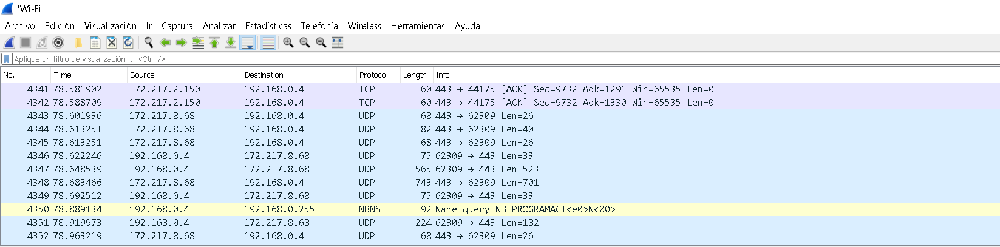 *Wi-Fi
Archivo Edición Visualización Ir Captura Analizar Estadísticas Telefonía Wireless Herramientas Ayuda
Aplique un filtro de visualización ... <Ctrl-/>
No. Time Source Destination Protocol Length Info
4341 78.581902 172.217.2.150 192.168.0.4 TCP 60 443 → 44175 [ACK] Seq=9732 Ack=1291 Win=65535 Len=0
4342 78.588709 172.217.2.150 192.168.0.4 TCP 60 443 → 44175 [ACK] Seq=9732 Ack=1330 Win=65535 Len=0
4343 78.601936 172.217.8.68 192.168.0.4 UDP 68 443 → 62309 Len=26
4344 78.613251 172.217.8.68 192.168.0.4 UDP 82 443 → 62309 Len=40
4345 78.613251 172.217.8.68 192.168.0.4 UDP 68 443 → 62309 Len=26
4346 78.622246 192.168.0.4 172.217.8.68 UDP 75 62309 → 443 Len=33
4347 78.648539 192.168.0.4 172.217.8.68 UDP 565 62309 → 443 Len=523
4348 78.683466 172.217.8.68 192.168.0.4 UDP 743 443 → 62309 Len=701
4349 78.692512 192.168.0.4 172.217.8.68 UDP 75 62309 → 443 Len=33
4350 78.889134 192.168.0.4 192.168.0.255 NBNS 92 Name query NB PROGRAMACI<e0>N<00>
4351 78.919973 192.168.0.4 172.217.8.68 UDP 224 62309 → 443 Len=182
4352 78.963219 172.217.8.68 192.168.0.4 UDP 68 443 → 62309 Len=26